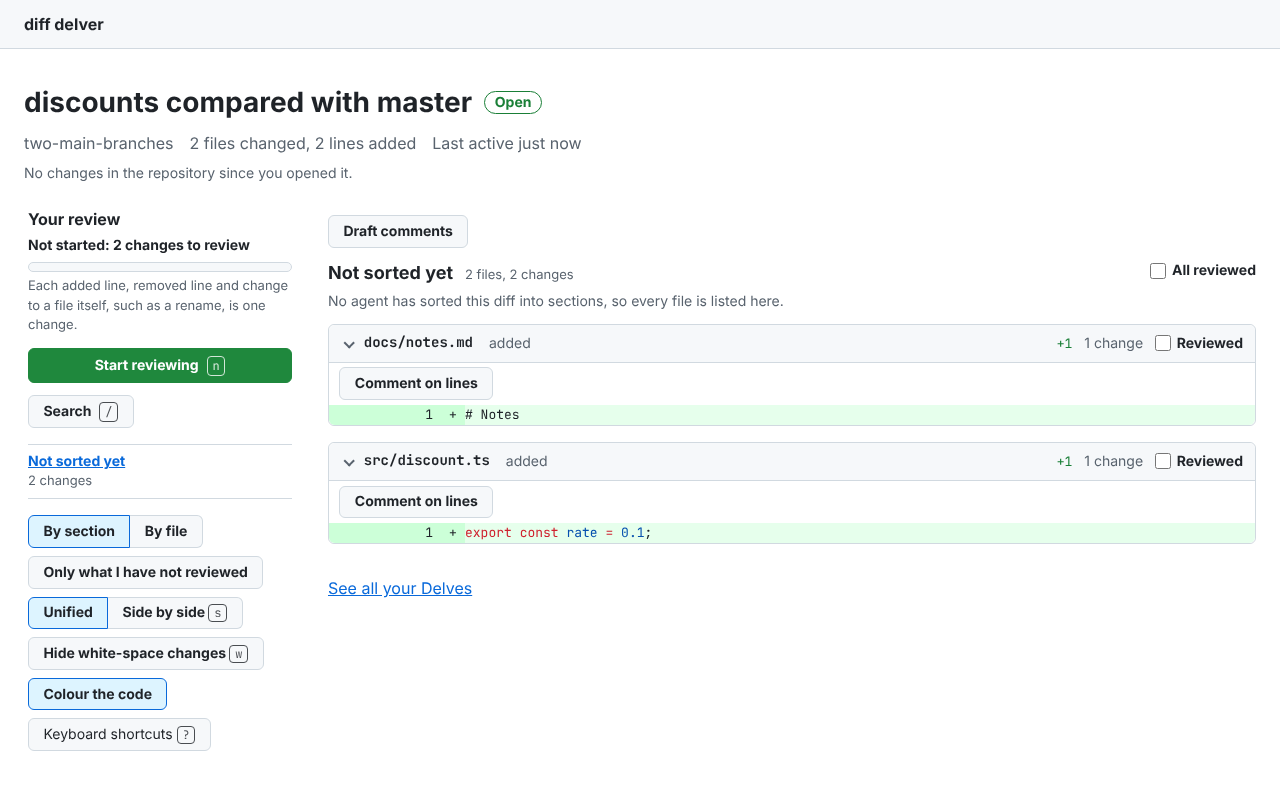 diff delver
discounts compared with master Open
two-main-branches 2 files changed, 2 lines added Last active just now
No changes in the repository since you opened it.
Your review
Not started: 2 changes to review
Each added line, removed line and change
to a file itself, such as a rename, is one
change.
Start reviewing n
Search /
Not sorted yet
2 changes
By section By file
Only what I have not reviewed
Unified Side by side s
Hide white-space changes w
Colour the code
Keyboard shortcuts ?
Draft comments
Not sorted yet 2 files, 2 changes All reviewed
No agent has sorted this diff into sections, so every file is listed here.
docs/notes.md added +1 1 change Reviewed
Comment on lines
1 + # Notes
src/discount.ts added +1 1 change Reviewed
Comment on lines
1 + export const rate = 0.1;
See all your Delves